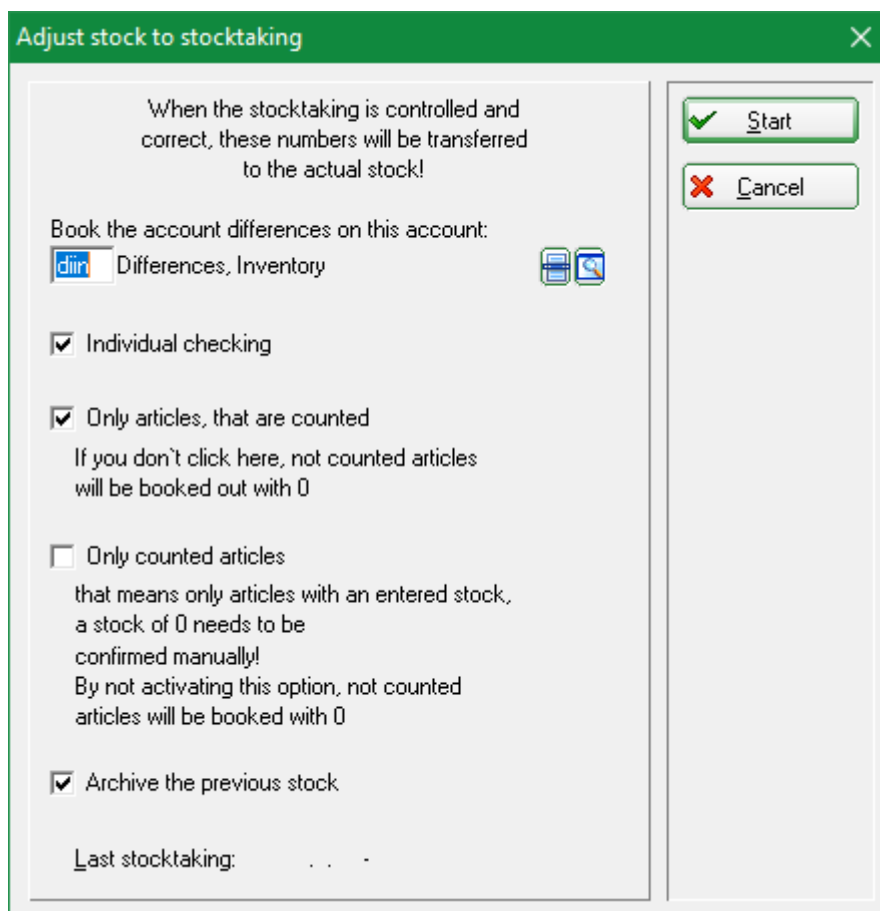 Adjust stock to stocktaking
When the stocktaking is controlled and
correct, these numbers will be transferred
to the actual stock!
Start
Cancel
Book the account differences on this account:
diin Differences, Inventory
Individual checking
Only articles, that are counted
If you don`t click here, not counted articles
will be booked out with 0
Only counted articles
that means only articles with an entered stock,
a stock of 0 needs to be
confirmed manually!
By not activating this option, not counted
articles will be booked with 0
Archive the previous stock
Last stocktaking: . . -